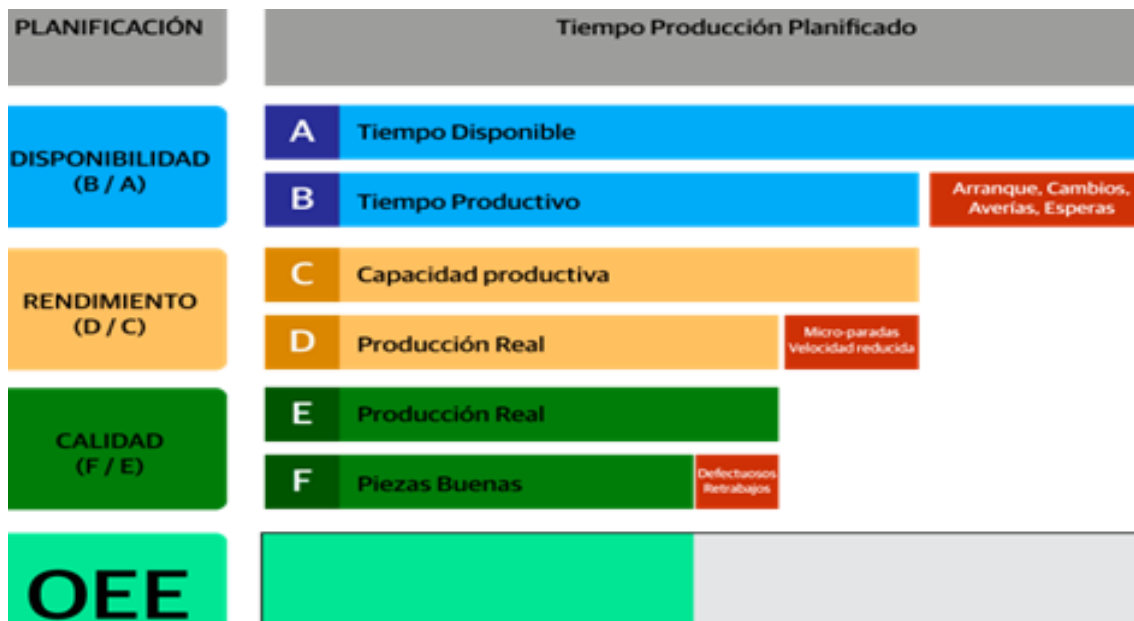 PLANIFICACIÓN
Tiempo Producción Planificado
DISPONIBILIDAD
(B / A)
A
Tiempo Disponible
B
Tiempo Productivo
Arranque, Cambios,
Averías, Esperas
RENDIMIENTO
(D / C)
C
Capacidad productiva
D
Producción Real
Micro-paradas
Velocidad reducida
CALIDAD
(F / E)
E
Producción Real
F
Piezas Buenas
Defectuosos
Retrabajos
OEE